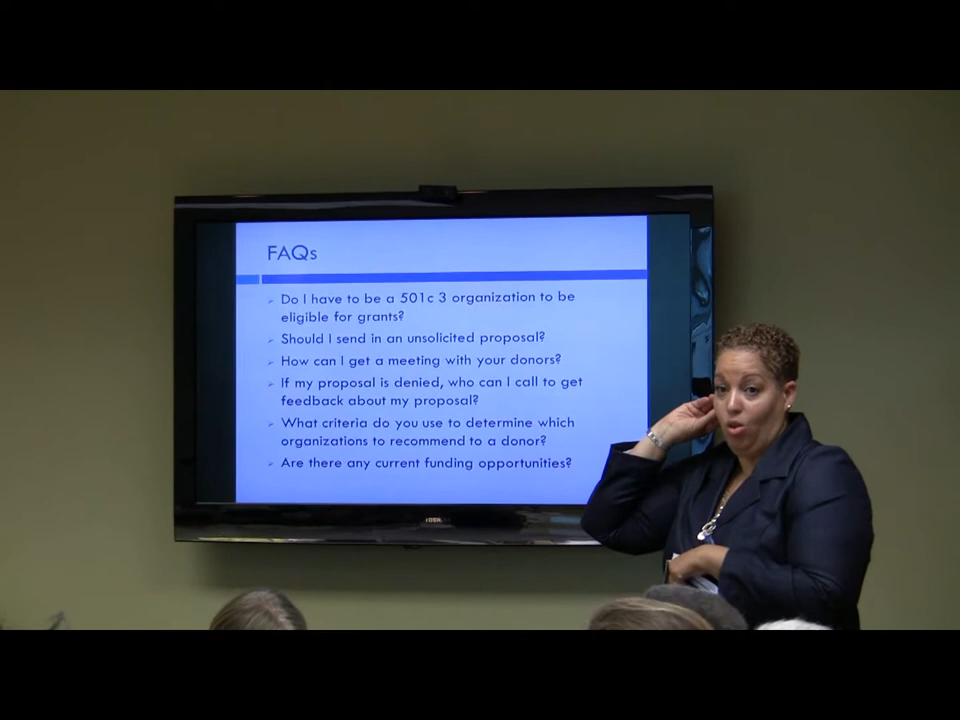 FAQs
Do I have to be a 501c 3 organization to be
eligible for grants?
Should I send in an unsolicited proposal?
How can I get a meeting with your donors?
If my proposal is denied, who can I call to get
feedback about my proposal?
What criteria do you use to determine which
organizations to recommend to a donor?
Are there any current funding opportunities?